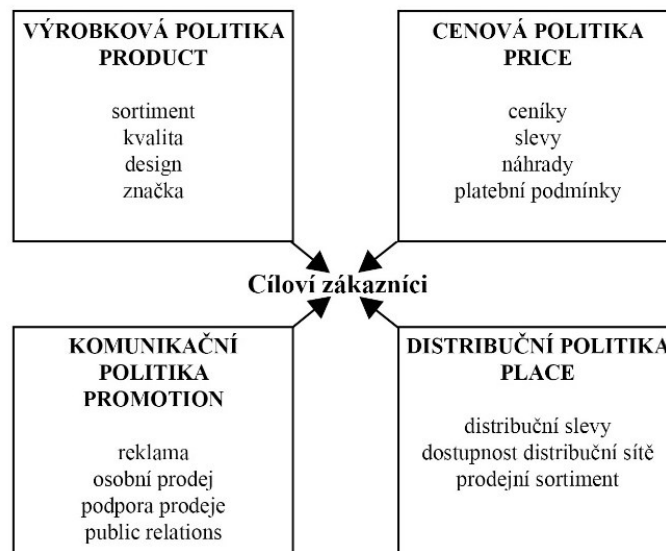 VÝROBKOVÁ POLITIKA
PRODUCT
sortiment
kvalita
design
značka
CENOVÁ POLITIKA
PRICE
ceníky
slevy
náhrady
platební podmínky
Cíloví zákazníci
KOMUNIKAČNÍ
POLITIKA
PROMOTION
reklama
osobní prodej
podpora prodeje
public relations
DISTRIBUČNÍ POLITIKA
PLACE
distribuční slevy
dostupnost distribuční sítě
prodejní sortiment